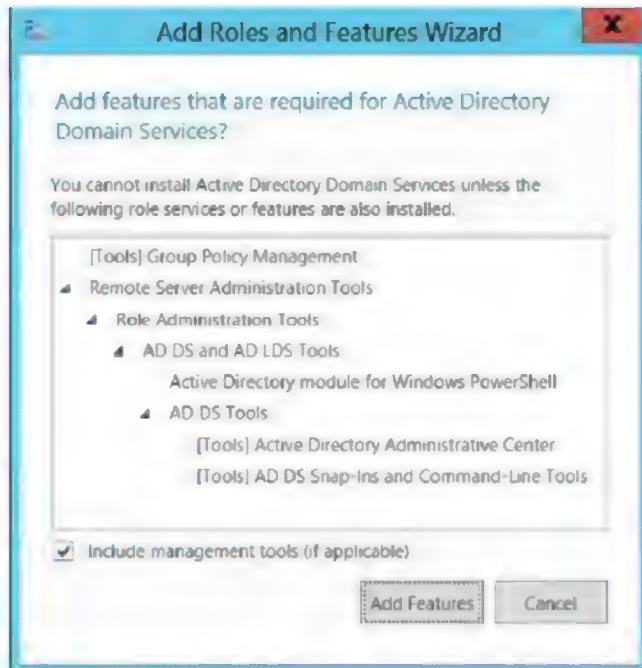 Add Roles and Features Wizard
x
Add features that are required for Active Directory
Domain Services?
You cannot install Active Directory Domain Services unless the
following role services or features are also installed.
[Tools] Group Policy Management
Remote Server Administration Tools
Role Administration Tools
AD DS and AD LDS Tools
Active Directory module for Windows PowerShell
AD DS Tools
[Tools] Active Directory Administrative Center
[Tools] AD DS Snap-Ins and Command-Line Tools
Include management tools (if applicable)
Add Features
Cancel